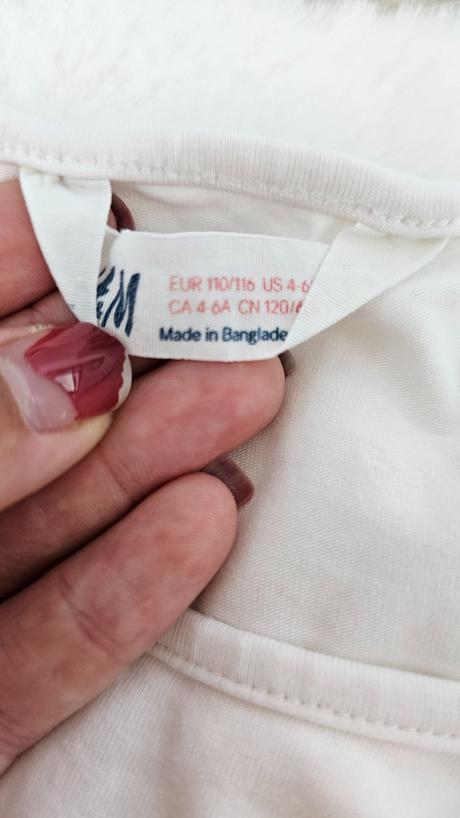 &M
EUR 110/116 US 4-6
CA 4-6A CN 120/
Made in Banglade